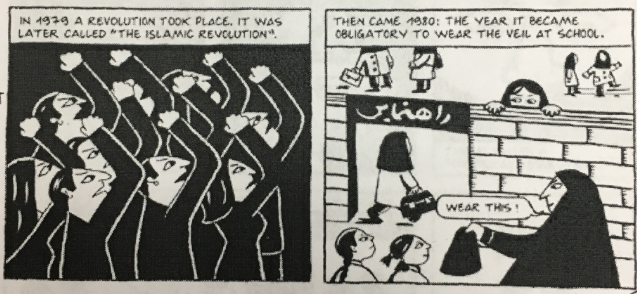 IN 1979 A REVOLUTION TOOK PLACE. IT WAS
LATER CALLED "THE ISLAMIC REVOLUTION".
THEN CAME 1980: THE YEAR IT BECAME
OBLIGATORY TO WEAR THE VEIL AT SCHOOL.
راهنمایی
WEAR THIS!